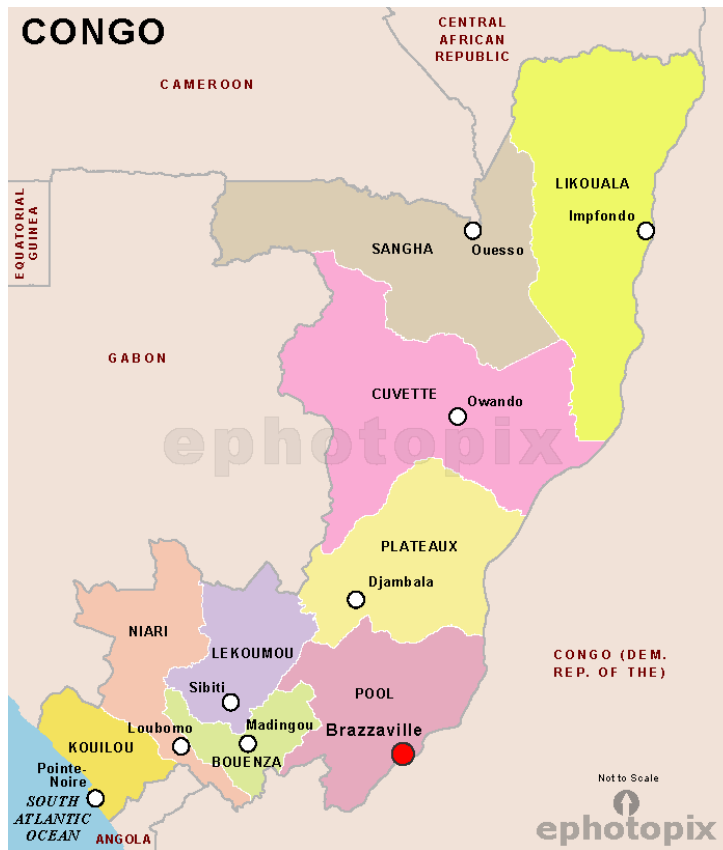 CONGO
CENTRAL
AFRICAN
REPUBLIC
CAMEROON
EQUATORIAL
GUINEA
LIKOUALA
Impfondo
SANGHA
Ouesso
GABON
CUVETTE
Owando
ephotopix
PLATEAUX
Djambala
NIARI
LEKOUMOU
CONGO (DEM.
REP. OF THE)
Sibiti
POOL
Madingou
Brazzaville
Loubomo
KOUILOU
BOUENZA
Pointe-
Noire
SOUTH
ATLANTIC
OCEAN
ANGOLA
Not to Scale
ephotopix